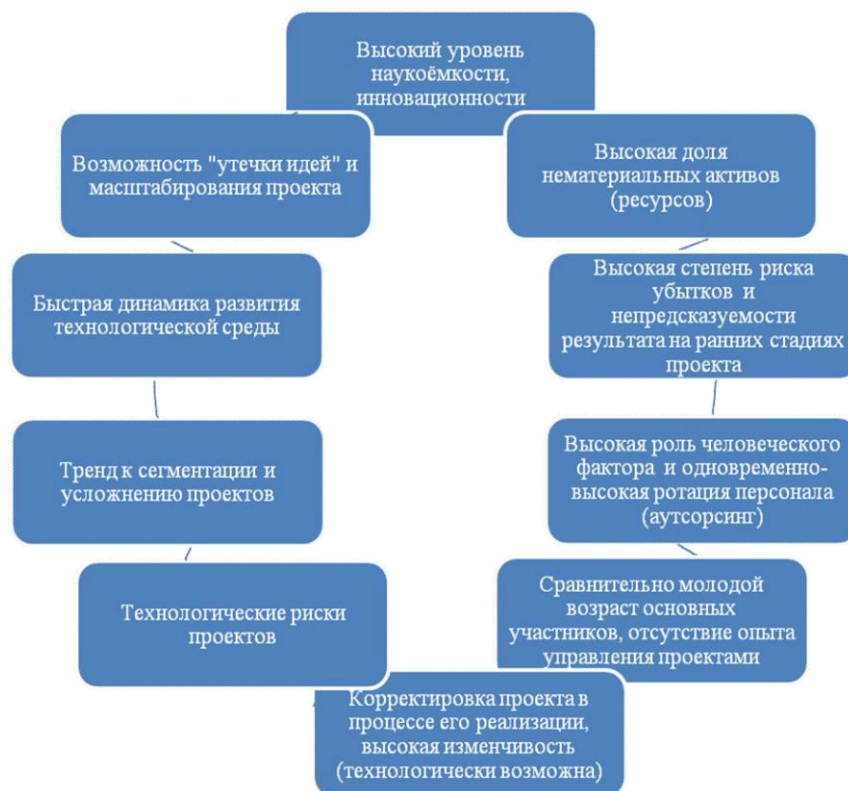 Высокий уровень
наукоёмкости,
инновационности
Высокая доля
нематериальных активов
(ресурсов)
Высокая степень риска
убытков и
непредсказуемости
результата на ранних стадиях
проекта
Высокая роль человеческого
фактора и одновременно-
высокая ротация персонала
(аутсорсинг)
Сравнительно молодой
возраст основных
участников, отсутствие опыта
управления проектами
Корректировка проекта в
процессе его реализации,
высокая изменчивость
(технологически возможна)
Технологические риски
проектов
Тренд к сегментации и
усложнению проектов
Быстрая динамика развития
технологической среды
Возможность "утечки идей" и
масштабирования проекта